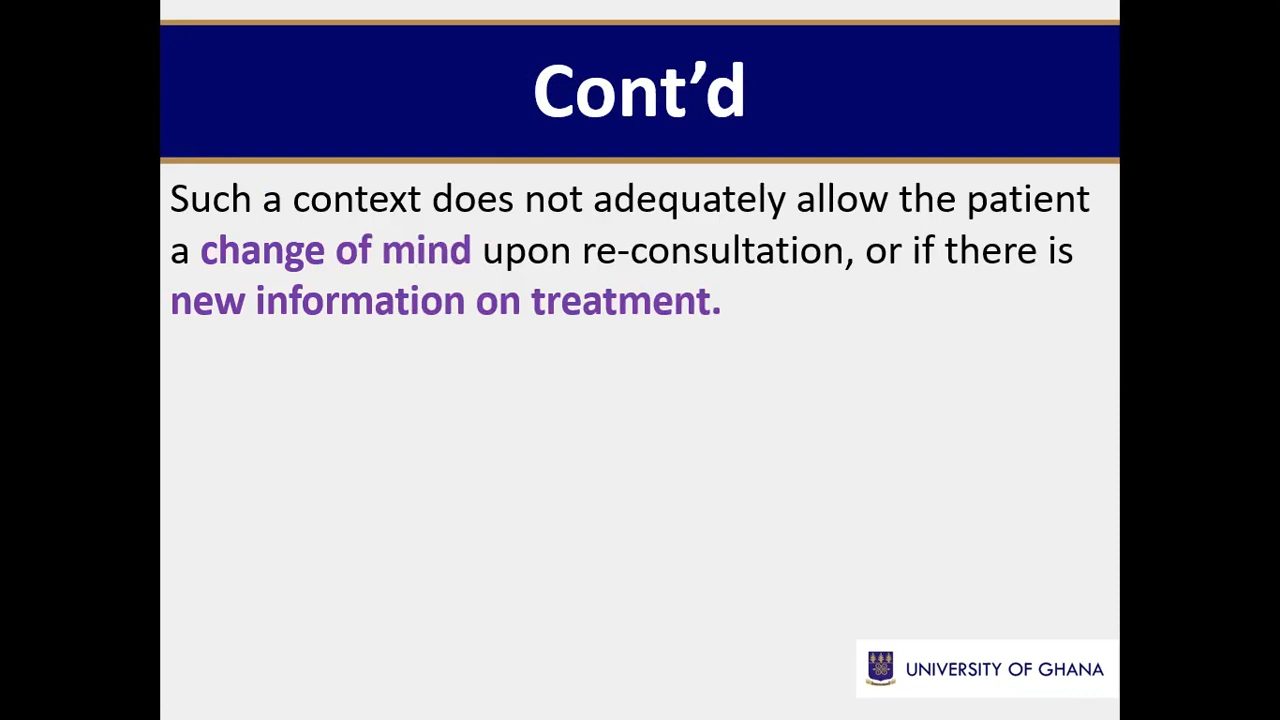 Cont’d
Such a context does not adequately allow the patient
a change of mind upon re-consultation, or if there is
new information on treatment.
UNIVERSITY OF GHANA